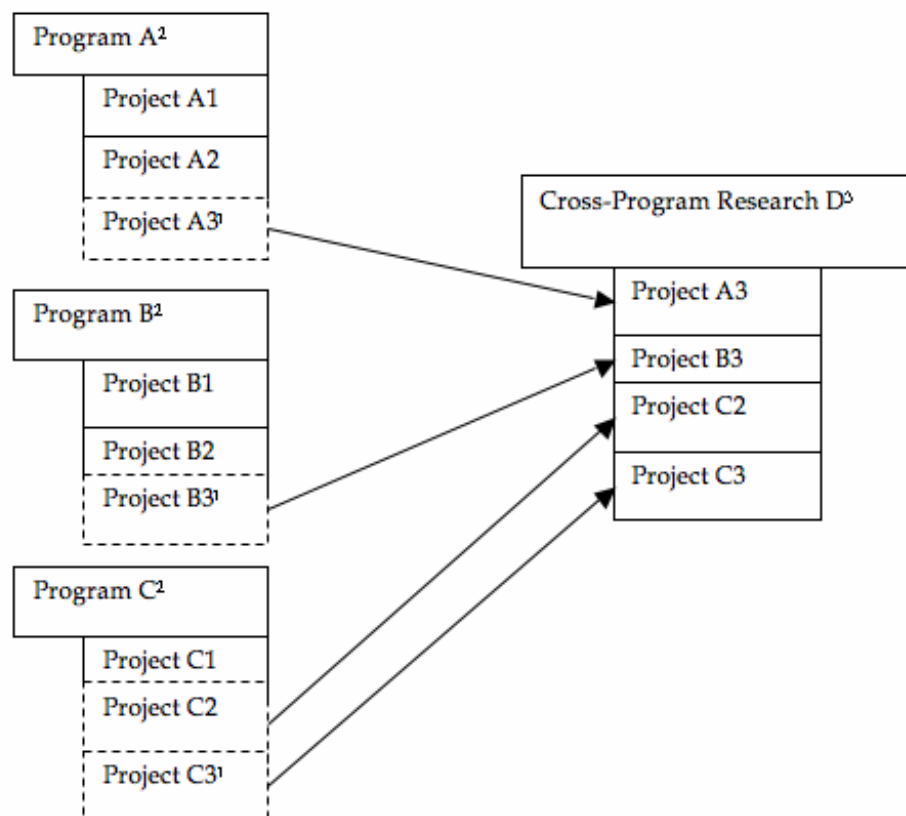 Program A²
Project A1
Project A2
Project A3¹
Program B²
Project B1
Project B2
Project B3¹
Program C²
Project C1
Project C2
Project C3¹
Cross-Program Research D³
Project A3
Project B3
Project C2
Project C3